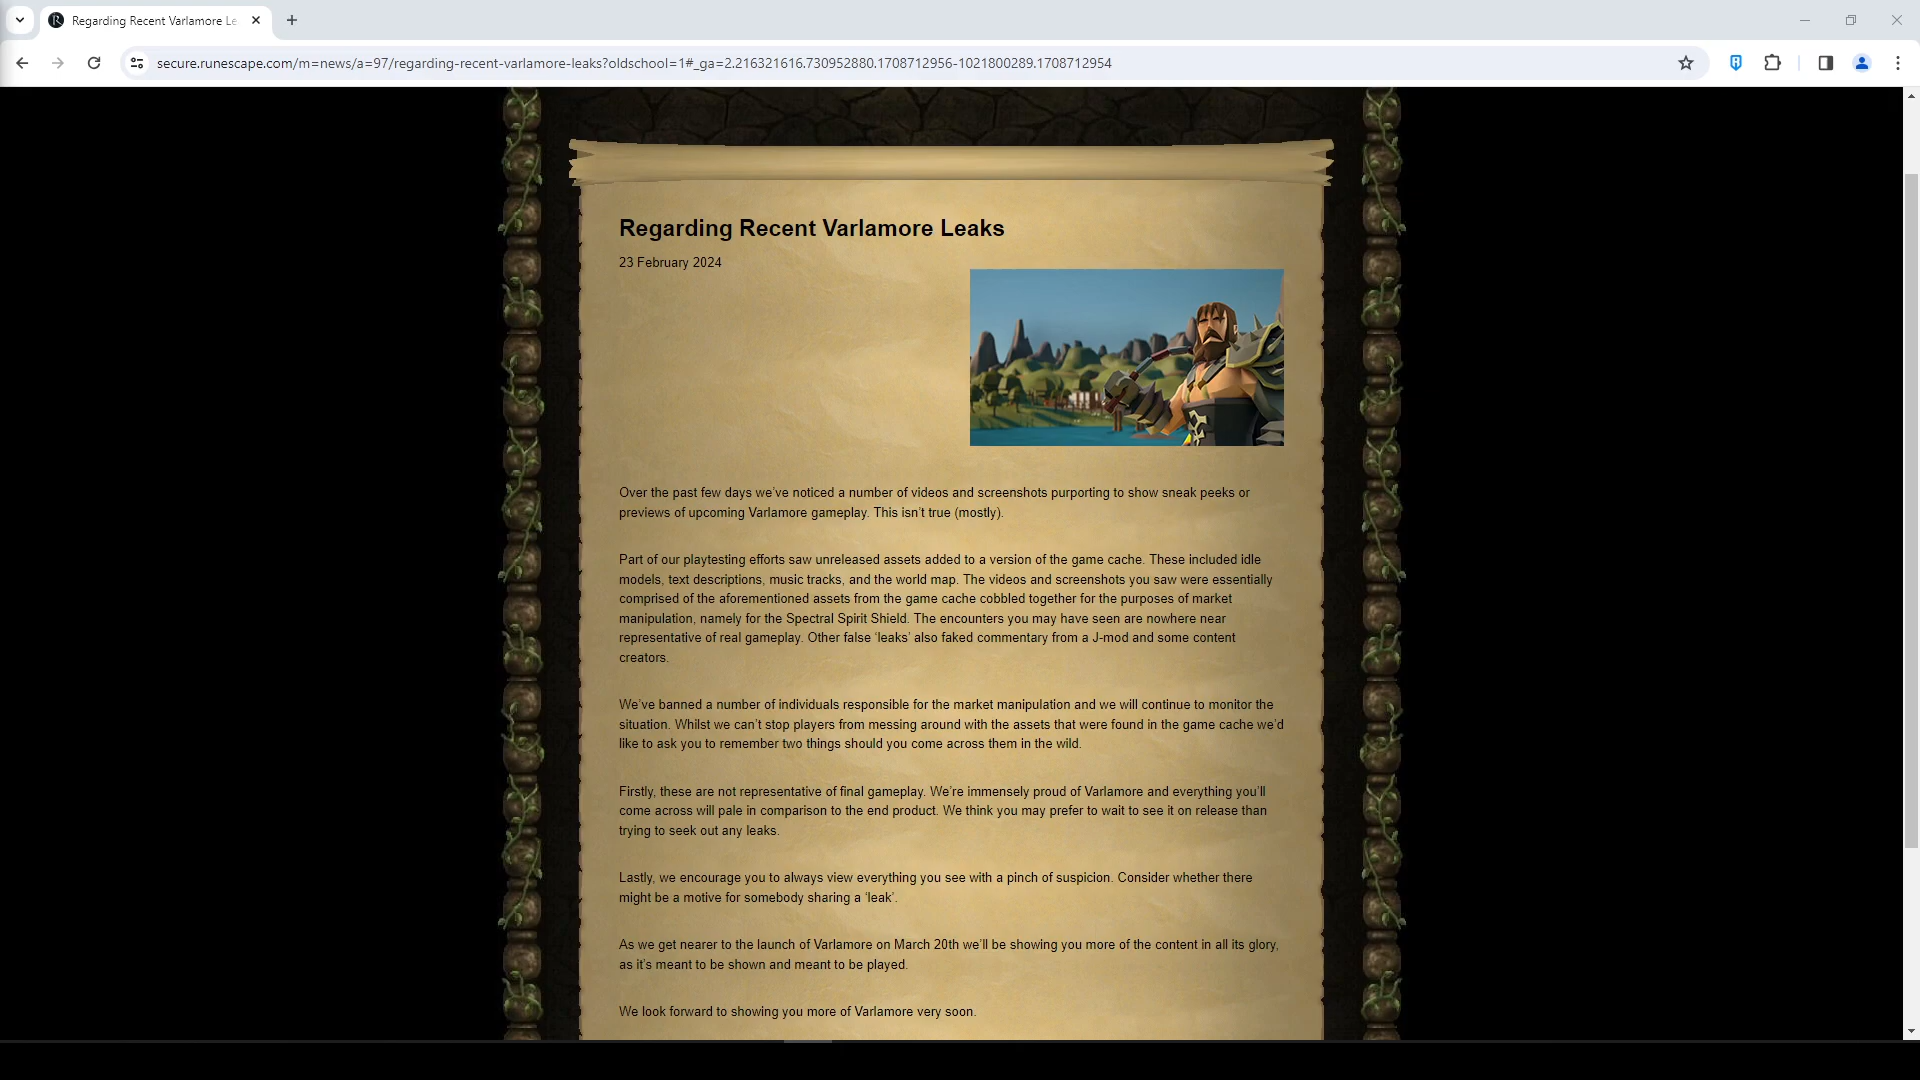 Regarding Recent Varlamore Le
secure.runescape.com/m=news/a=97/regarding-recent-varlamore-leaks?oldschool=1#_ga=2.216321616.730952880.1708712956-1021800289.1708712954
Regarding Recent Varlamore Leaks
23 February 2024
Over the past few days we’ve noticed a number of videos and screenshots purporting to show sneak peeks or
previews of upcoming Varlamore gameplay. This isn’t true (mostly).
Part of our playtesting efforts saw unreleased assets added to a version of the game cache. These included idle
models, text descriptions, music tracks, and the world map. The videos and screenshots you saw were essentially
comprised of the aforementioned assets from the game cache cobbled together for the purposes of market
manipulation, namely for the Spectral Spirit Shield. The encounters you may have seen are nowhere near
representative of real gameplay. Other false ‘leaks’ also faked commentary from a J-mod and some content
creators.
We’ve banned a number of individuals responsible for the market manipulation and we will continue to monitor the
situation. Whilst we can’t stop players from messing around with the assets that were found in the game cache we’d
like to ask you to remember two things should you come across them in the wild.
Firstly, these are not representative of final gameplay. We’re immensely proud of Varlamore and everything you’ll
come across will pale in comparison to the end product. We think you may prefer to wait to see it on release than
trying to seek out any leaks.
Lastly, we encourage you to always view everything you see with a pinch of suspicion. Consider whether there
might be a motive for somebody sharing a ‘leak’.
As we get nearer to the launch of Varlamore on March 20th we’ll be showing you more of the content in all its glory,
as it’s meant to be shown and meant to be played.
We look forward to showing you more of Varlamore very soon.